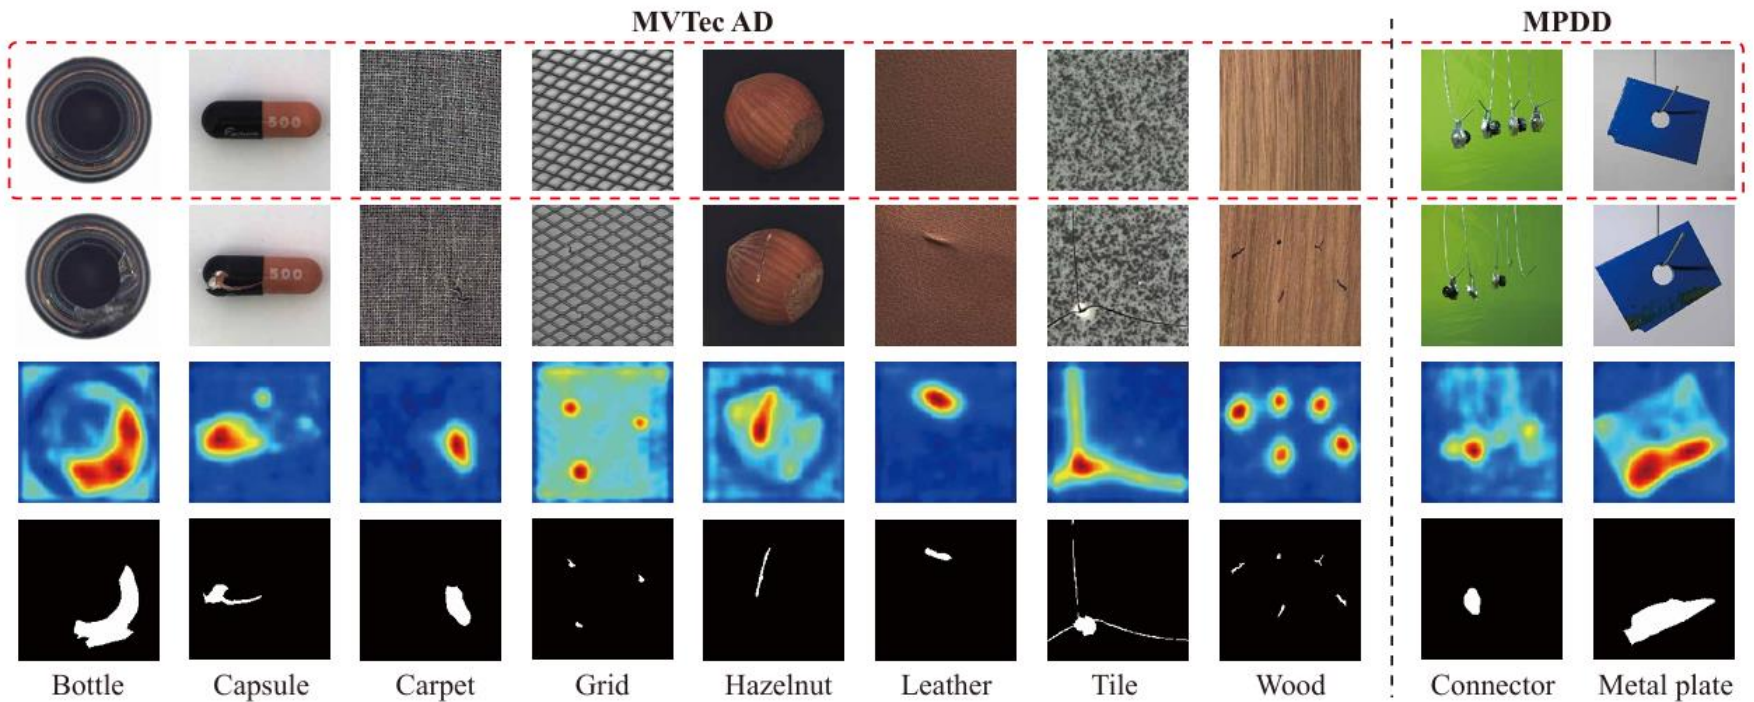 MVTec AD
MPDD
500
500
Bottle
Capsule
Carpet
Grid
Hazelnut
Leather
Tile
Wood
Connector
Metal plate